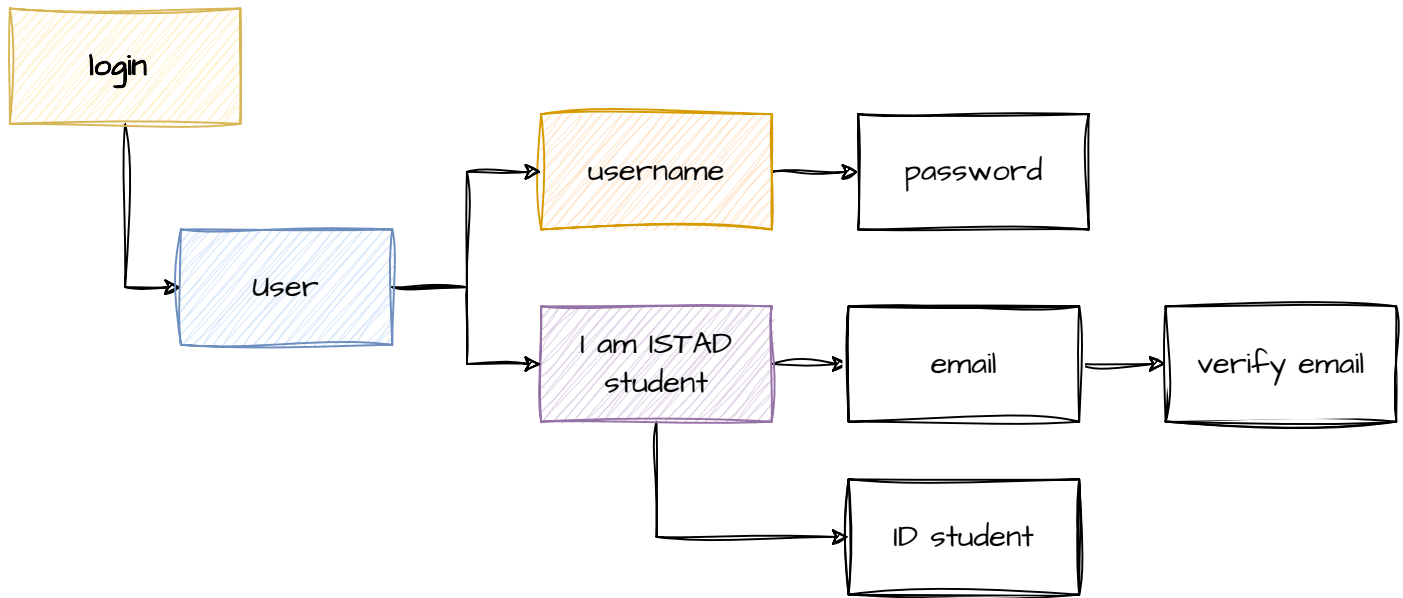 login
username
password
User
I am ISTAD
student
email
verify email
ID student